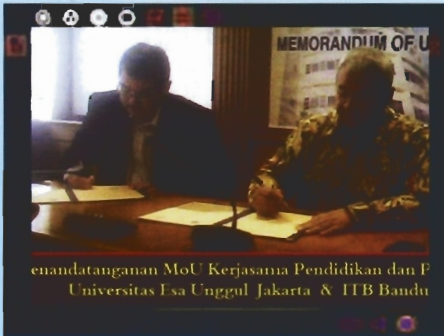 MEMORANDUM OF U
enandatanganan MoU Kerjasama Pendidikan dan P
Universitas Esa Unggul Jakarta & ITB Bandu